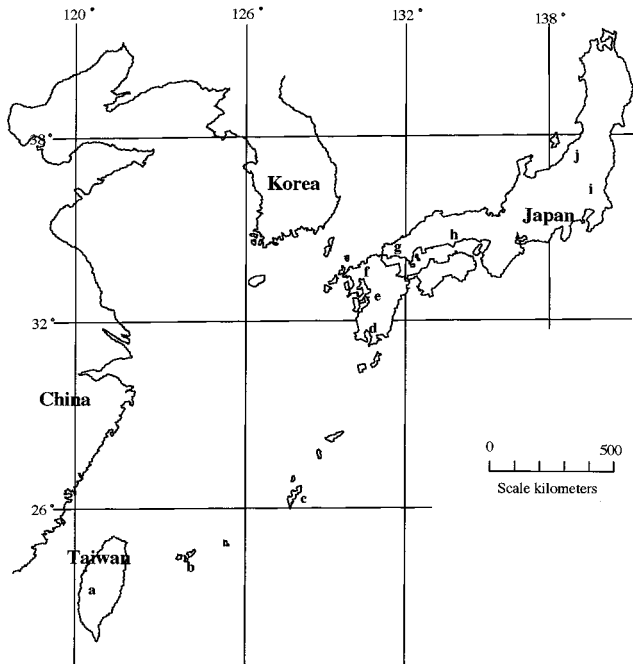 120°
126°
132°
138°
38°
Korea
j
i
Japan
g
h
f
e
d
32°
China
0
500
Scale kilometers
c
26°
Taiwan
b
a